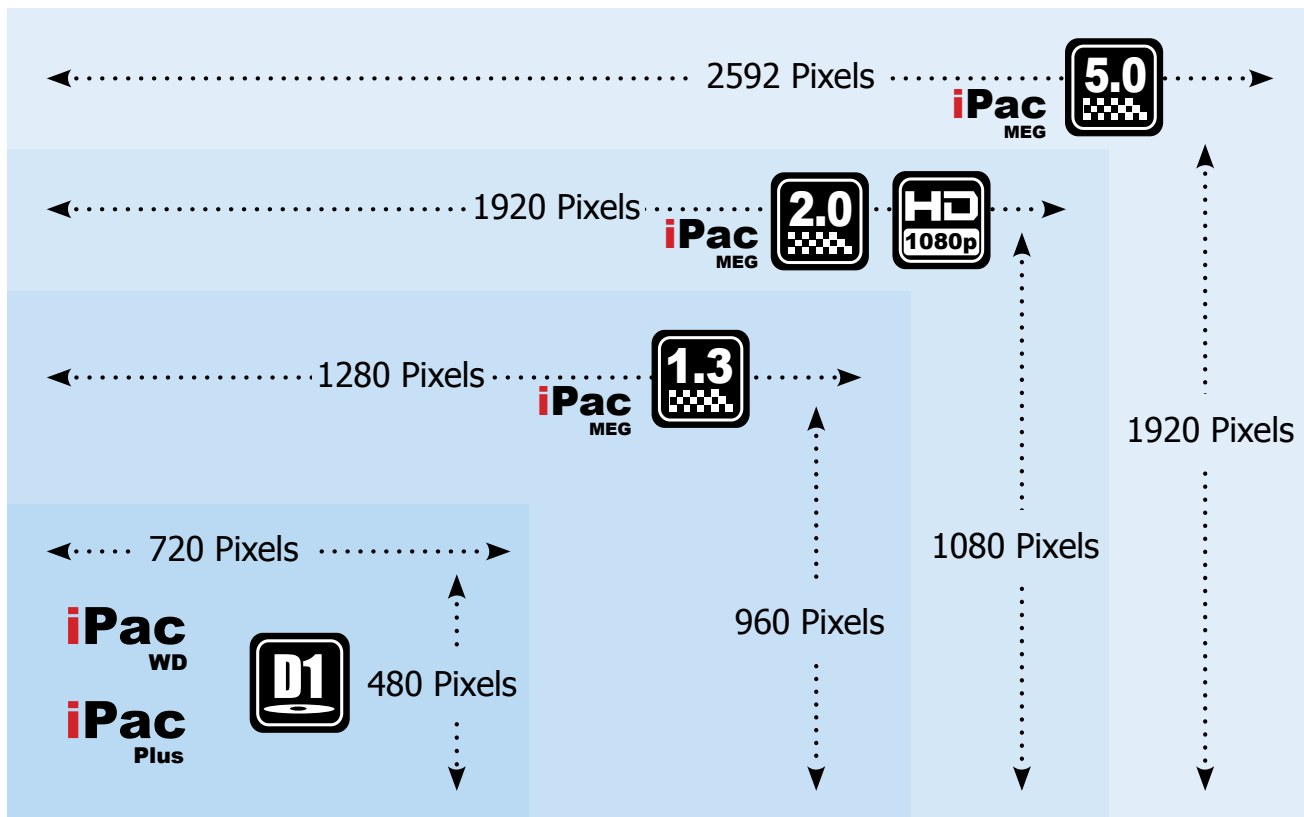 2592 Pixels
5.0
iPac
MEG
1920 Pixels
2.0
HD
1080p
iPac
MEG
1280 Pixels
1.3
iPac
MEG
1920 Pixels
720 Pixels
1080 Pixels
iPac
WD
D1
480 Pixels
960 Pixels
iPac
Plus